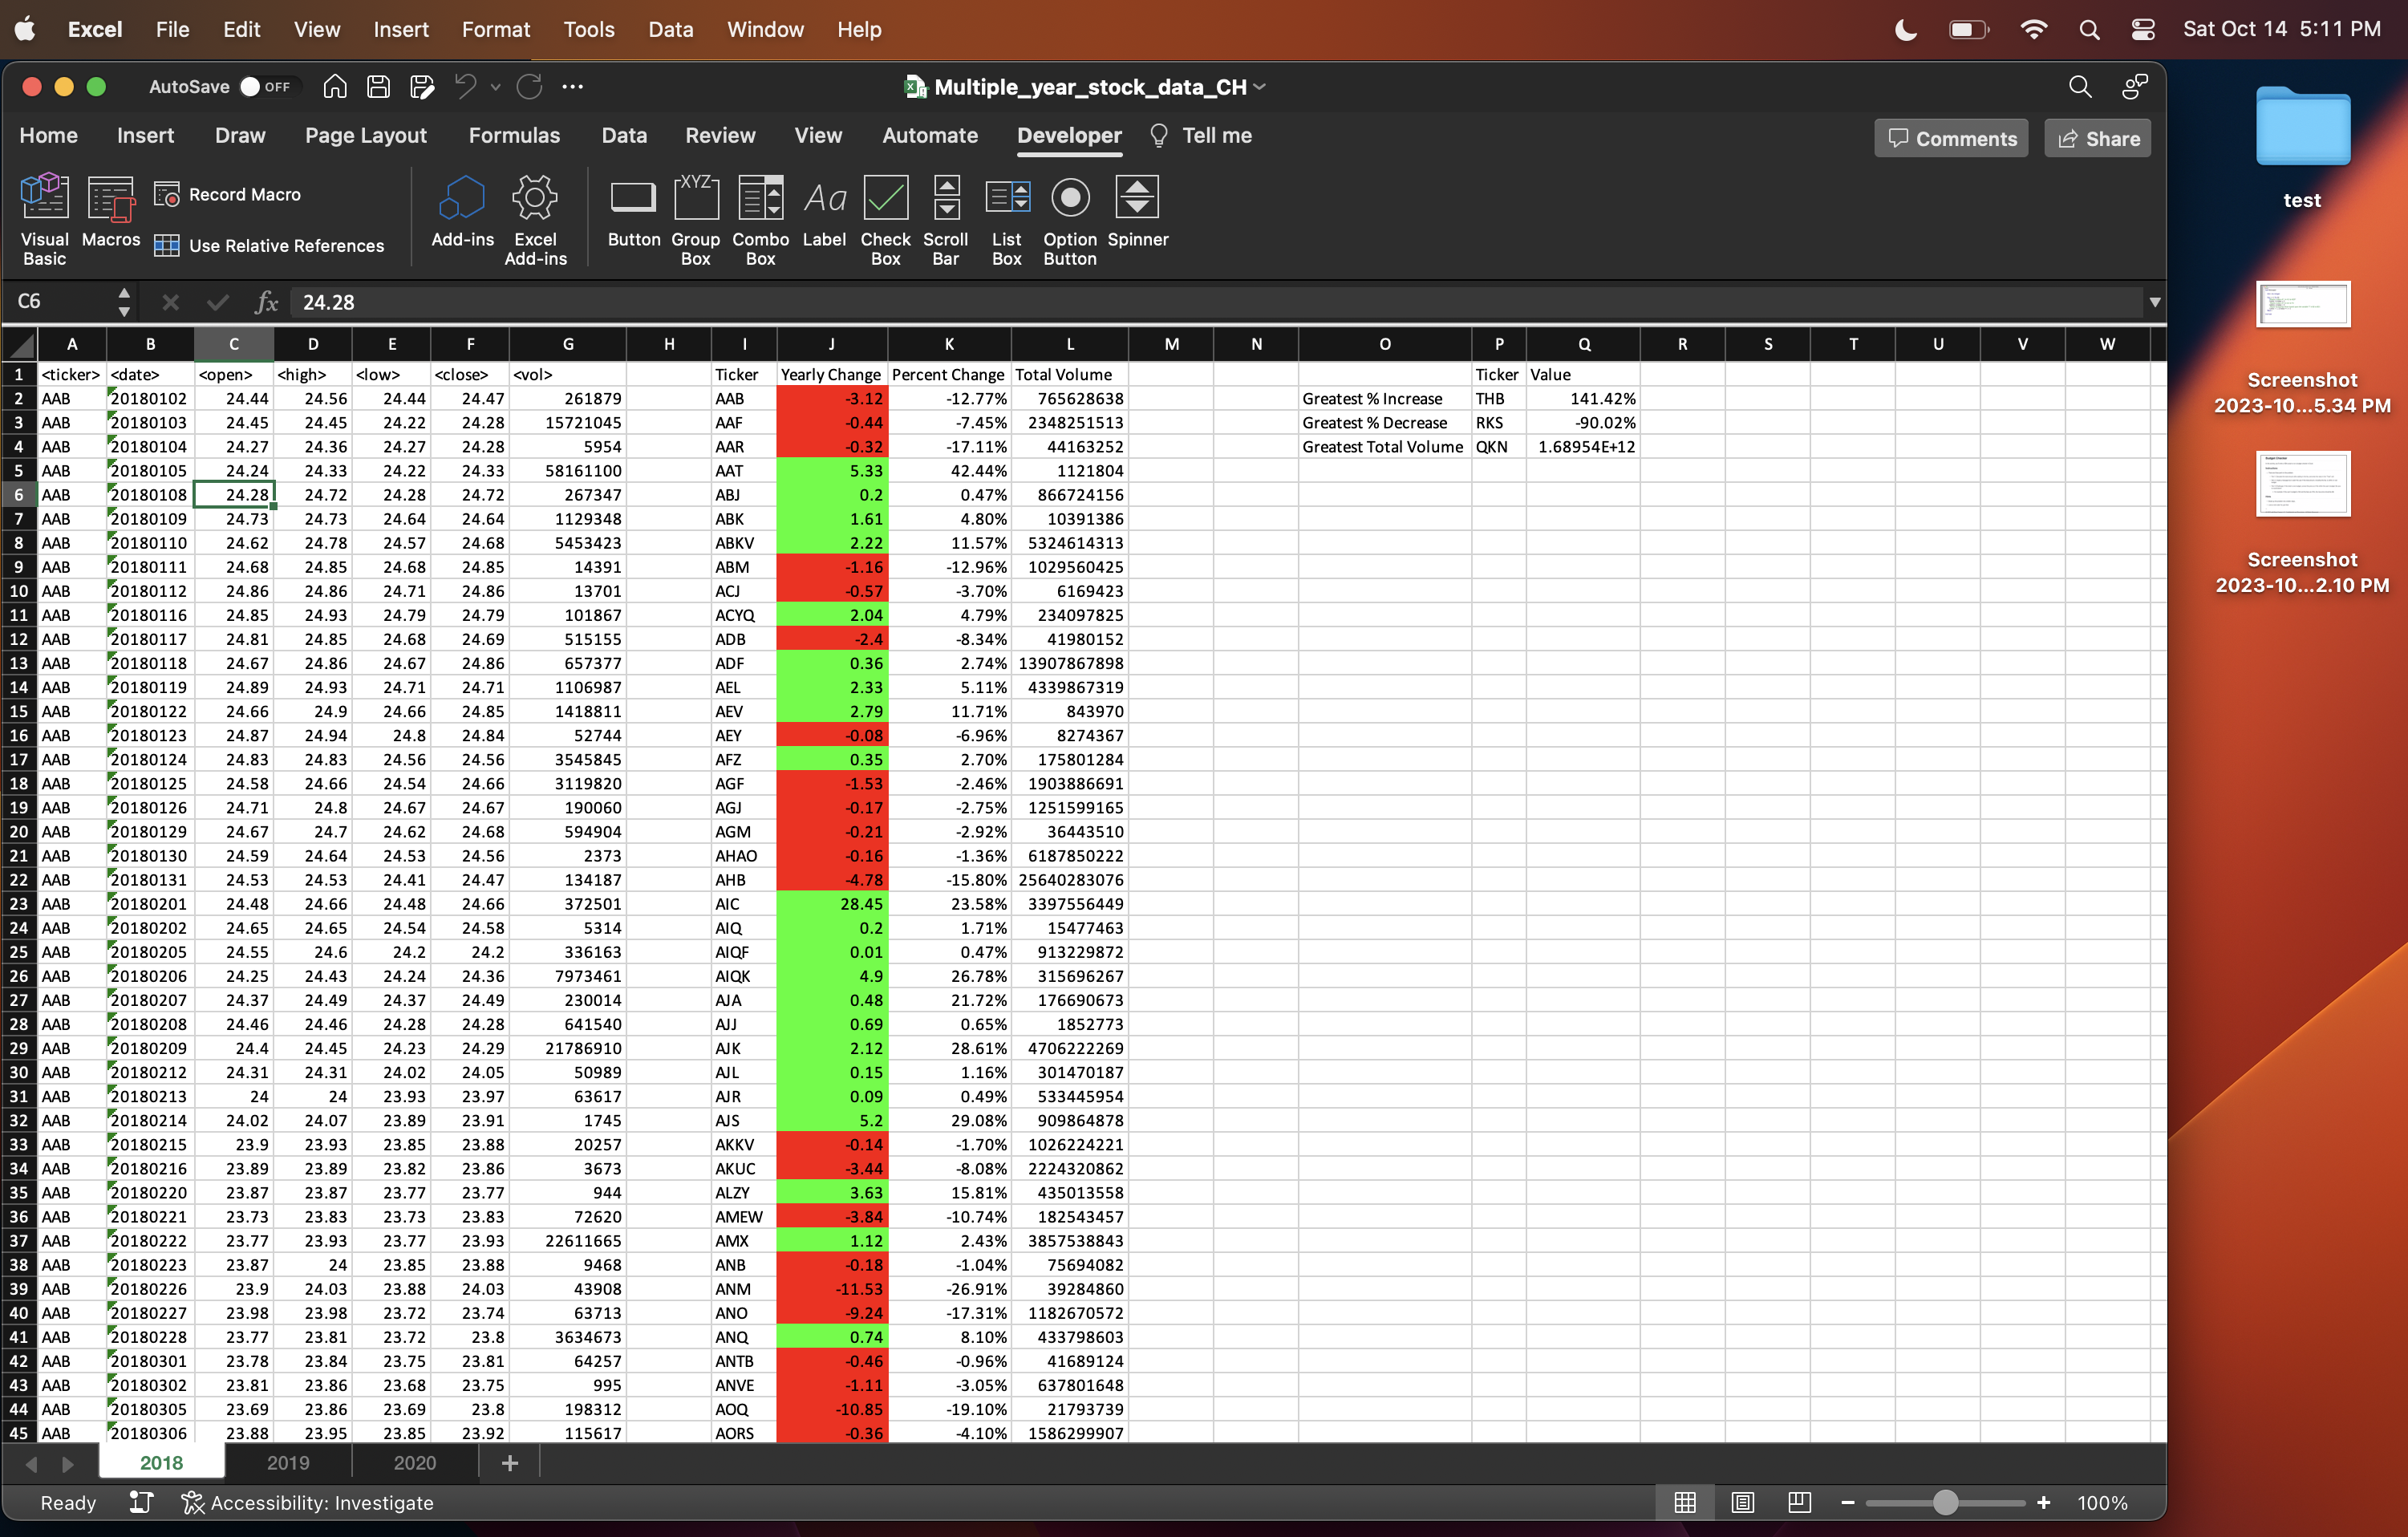 Excel File Edit View Insert Format Tools Data Window Help Sat Oct 14 5:11 PM
AutoSave OFF Multiple_year_stock_data_CH
Home Insert Draw Page Layout Formulas Data Review View Automate Developer Tell me Comments Share
Visual Basic Macros Record Macro Use Relative References Add-ins Excel Add-ins Button Group Box Combo Box Label Check Box Scroll Bar List Box Option Button Spinner
XYZ Aa
C6 fx 24.28
A B C D E F G H I J K L M N O P Q R S T U V W
1 <ticker> <date> <open> <high> <low> <close> <vol> Ticker Yearly Change Percent Change Total Volume Ticker Value
2 AAB 20180102 24.44 24.56 24.44 24.47 261879 AAB -3.12 -12.77% 765628638 Greatest % Increase THB 141.42%
3 AAB 20180103 24.45 24.45 24.22 24.28 15721045 AAF -0.44 -7.45% 2348251513 Greatest % Decrease RKS -90.02%
4 AAB 20180104 24.27 24.36 24.27 24.28 5954 AAR -0.32 -17.11% 44163252 Greatest Total Volume QKN 1.68954E+12
5 AAB 20180105 24.24 24.33 24.22 24.33 58161100 AAT 5.33 42.44% 1121804
6 AAB 20180108 24.28 24.72 24.28 24.72 267347 ABJ 0.2 0.47% 866724156
7 AAB 20180109 24.73 24.73 24.64 24.64 1129348 ABK 1.61 4.80% 10391386
8 AAB 20180110 24.62 24.78 24.57 24.68 5453423 ABKV 2.22 11.57% 5324614313
9 AAB 20180111 24.68 24.85 24.68 24.85 14391 ABM -1.16 -12.96% 1029560425
10 AAB 20180112 24.86 24.86 24.71 24.86 13701 ACJ -0.57 -3.70% 6169423
11 AAB 20180116 24.85 24.93 24.79 24.79 101867 ACYQ 2.04 4.79% 234097825
12 AAB 20180117 24.81 24.85 24.68 24.69 515155 ADB -2.4 -8.34% 41980152
13 AAB 20180118 24.67 24.86 24.67 24.86 657377 ADF 0.36 2.74% 13907867898
14 AAB 20180119 24.89 24.93 24.71 24.71 1106987 AEL 2.33 5.11% 4339867319
15 AAB 20180122 24.66 24.9 24.66 24.85 1418811 AEV 2.79 11.71% 843970
16 AAB 20180123 24.87 24.94 24.8 24.84 52744 AEY -0.08 -6.96% 8274367
17 AAB 20180124 24.83 24.83 24.56 24.56 3545845 AFZ 0.35 2.70% 175801284
18 AAB 20180125 24.58 24.66 24.54 24.66 3119820 AGF -1.53 -2.46% 1903886691
19 AAB 20180126 24.71 24.8 24.67 24.67 190060 AGJ -0.17 -2.75% 1251599165
20 AAB 20180129 24.67 24.7 24.62 24.68 594904 AGM -0.21 -2.92% 36443510
21 AAB 20180130 24.59 24.64 24.53 24.56 2373 AHAO -0.16 -1.36% 6187850222
22 AAB 20180131 24.53 24.53 24.41 24.47 134187 AHB -4.78 -15.80% 25640283076
23 AAB 20180201 24.48 24.66 24.48 24.66 372501 AIC 28.45 23.58% 3397556449
24 AAB 20180202 24.65 24.65 24.54 24.58 5314 AIQ 0.2 1.71% 15477463
25 AAB 20180205 24.55 24.6 24.2 24.2 336163 AIQF 0.01 0.47% 913229872
26 AAB 20180206 24.25 24.43 24.24 24.36 7973461 AIQK 4.9 26.78% 315696267
27 AAB 20180207 24.37 24.49 24.37 24.49 230014 AJA 0.48 21.72% 176690673
28 AAB 20180208 24.46 24.46 24.28 24.28 641540 AJJ 0.69 0.65% 1852773
29 AAB 20180209 24.4 24.45 24.23 24.29 21786910 AJK 2.12 28.61% 4706222269
30 AAB 20180212 24.31 24.31 24.02 24.05 50989 AJL 0.15 1.16% 301470187
31 AAB 20180213 24 24 23.93 23.97 63617 AJR 0.09 0.49% 533445954
32 AAB 20180214 24.02 24.07 23.89 23.91 1745 AJS 5.2 29.08% 909864878
33 AAB 20180215 23.9 23.93 23.85 23.88 20257 AKKV -0.14 -1.70% 1026224221
34 AAB 20180216 23.89 23.89 23.82 23.86 3673 AKUC -3.44 -8.08% 2224320862
35 AAB 20180220 23.87 23.87 23.77 23.77 944 ALZY 3.63 15.81% 435013558
36 AAB 20180221 23.73 23.83 23.73 23.83 72620 AMEW -3.84 -10.74% 182543457
37 AAB 20180222 23.77 23.93 23.77 23.93 22611665 AMX 1.12 2.43% 3857538843
38 AAB 20180223 23.87 24 23.85 23.88 9468 ANB -0.18 -1.04% 75694082
39 AAB 20180226 23.9 24.03 23.88 24.03 43908 ANM -11.53 -26.91% 39284860
40 AAB 20180227 23.98 23.98 23.72 23.74 63713 ANO -9.24 -17.31% 1182670572
41 AAB 20180228 23.77 23.81 23.72 23.8 3634673 ANQ 0.74 8.10% 433798603
42 AAB 20180301 23.78 23.84 23.75 23.81 64257 ANTB -0.46 -0.96% 41689124
43 AAB 20180302 23.81 23.86 23.68 23.75 995 ANVE -1.11 -3.05% 637801648
44 AAB 20180305 23.69 23.86 23.69 23.8 198312 AOQ -10.85 -19.10% 21793739
45 AAB 20180306 23.88 23.95 23.85 23.92 115617 AORS -0.36 -4.10% 1586299907
2018 2019 2020
Ready Accessibility: Investigate 100%
test
Screenshot
2023-10...5.34 PM
Screenshot
2023-10...2.10 PM